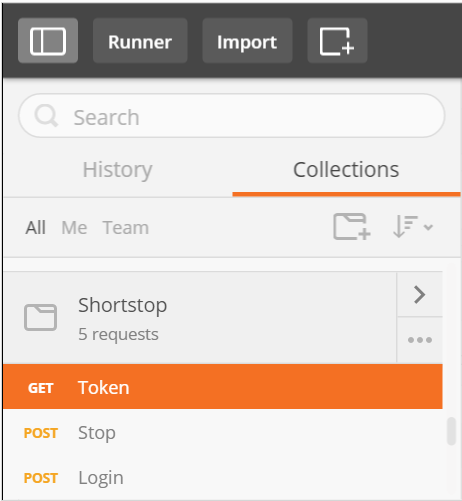 Runner Import
Search
History Collections
All Me Team
Shortstop
5 requests
GET Token
POST Stop
POST Login